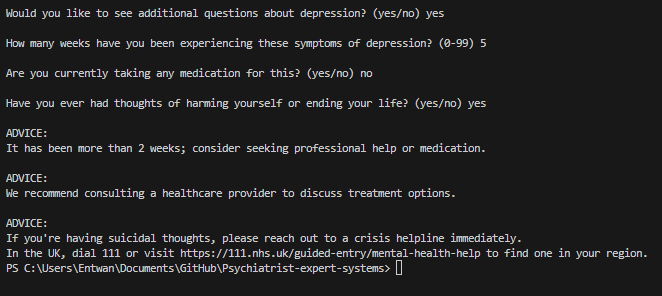 Would you like to see additional questions about depression? (yes/no) yes
How many weeks have you been experiencing these symptoms of depression? (0-99) 5
Are you currently taking any medication for this? (yes/no) no
Have you ever had thoughts of harming yourself or ending your life? (yes/no) yes
ADVICE:
It has been more than 2 weeks; consider seeking professional help or medication.
ADVICE:
We recommend consulting a healthcare provider to discuss treatment options.
ADVICE:
If you're having suicidal thoughts, please reach out to a crisis helpline immediately.
In the UK, dial 111 or visit https://111.nhs.uk/guided-entry/mental-health-help to find one in your region.
PS C:\Users\Entwan\Documents\GitHub\Psychiatrist-expert-systems>